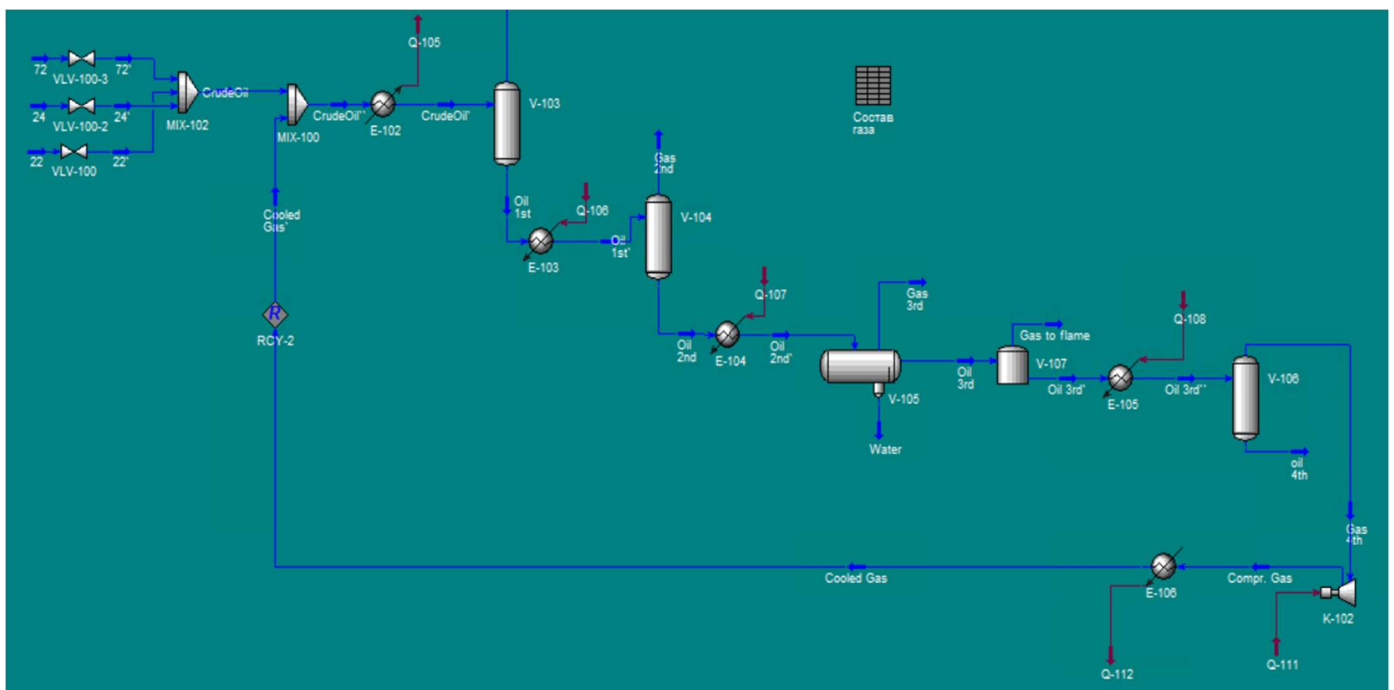 Q-105
72
VLV-100-3
72'
24
VLV-100-2
24'
22
VLV-100
22'
MIX-102
CrudeOil
MIX-100
CrudeOil''
E-102
CrudeOil'
V-103
Состав
газа
Gas
2nd
Oil
1st
Q-106
E-103
Oil
1st'
V-104
Cooled
Gas'
RCY-2
Q-107
Oil
2nd
E-104
Oil
2nd'
Gas
3rd
V-105
Water
Oil
3rd
Gas to flame
V-107
Oil 3rd'
Q-108
E-105
Oil 3rd''
V-106
oil
4th
Gas
4th
Cooled Gas
E-106
Compr. Gas
K-102
Q-112
Q-111